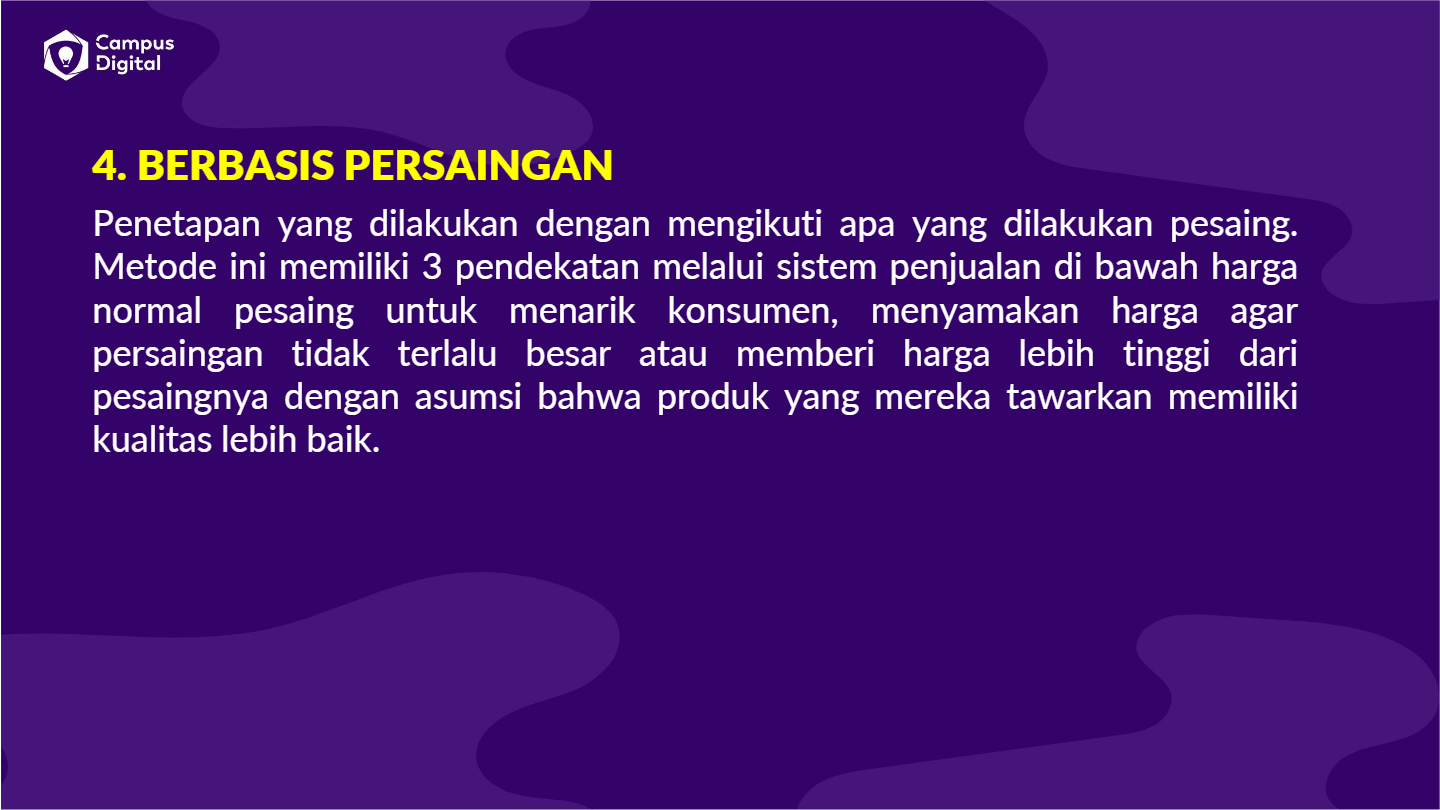 Campus
Digital
4. BERBASIS PERSAINGAN
Penetapan yang dilakukan dengan mengikuti apa yang dilakukan pesaing.
Metode ini memiliki 3 pendekatan melalui sistem penjualan di bawah harga
normal pesaing untuk menarik konsumen, menyamakan harga agar
persaingan tidak terlalu besar atau memberi harga lebih tinggi dari
pesaingnya dengan asumsi bahwa produk yang mereka tawarkan memiliki
kualitas lebih baik.